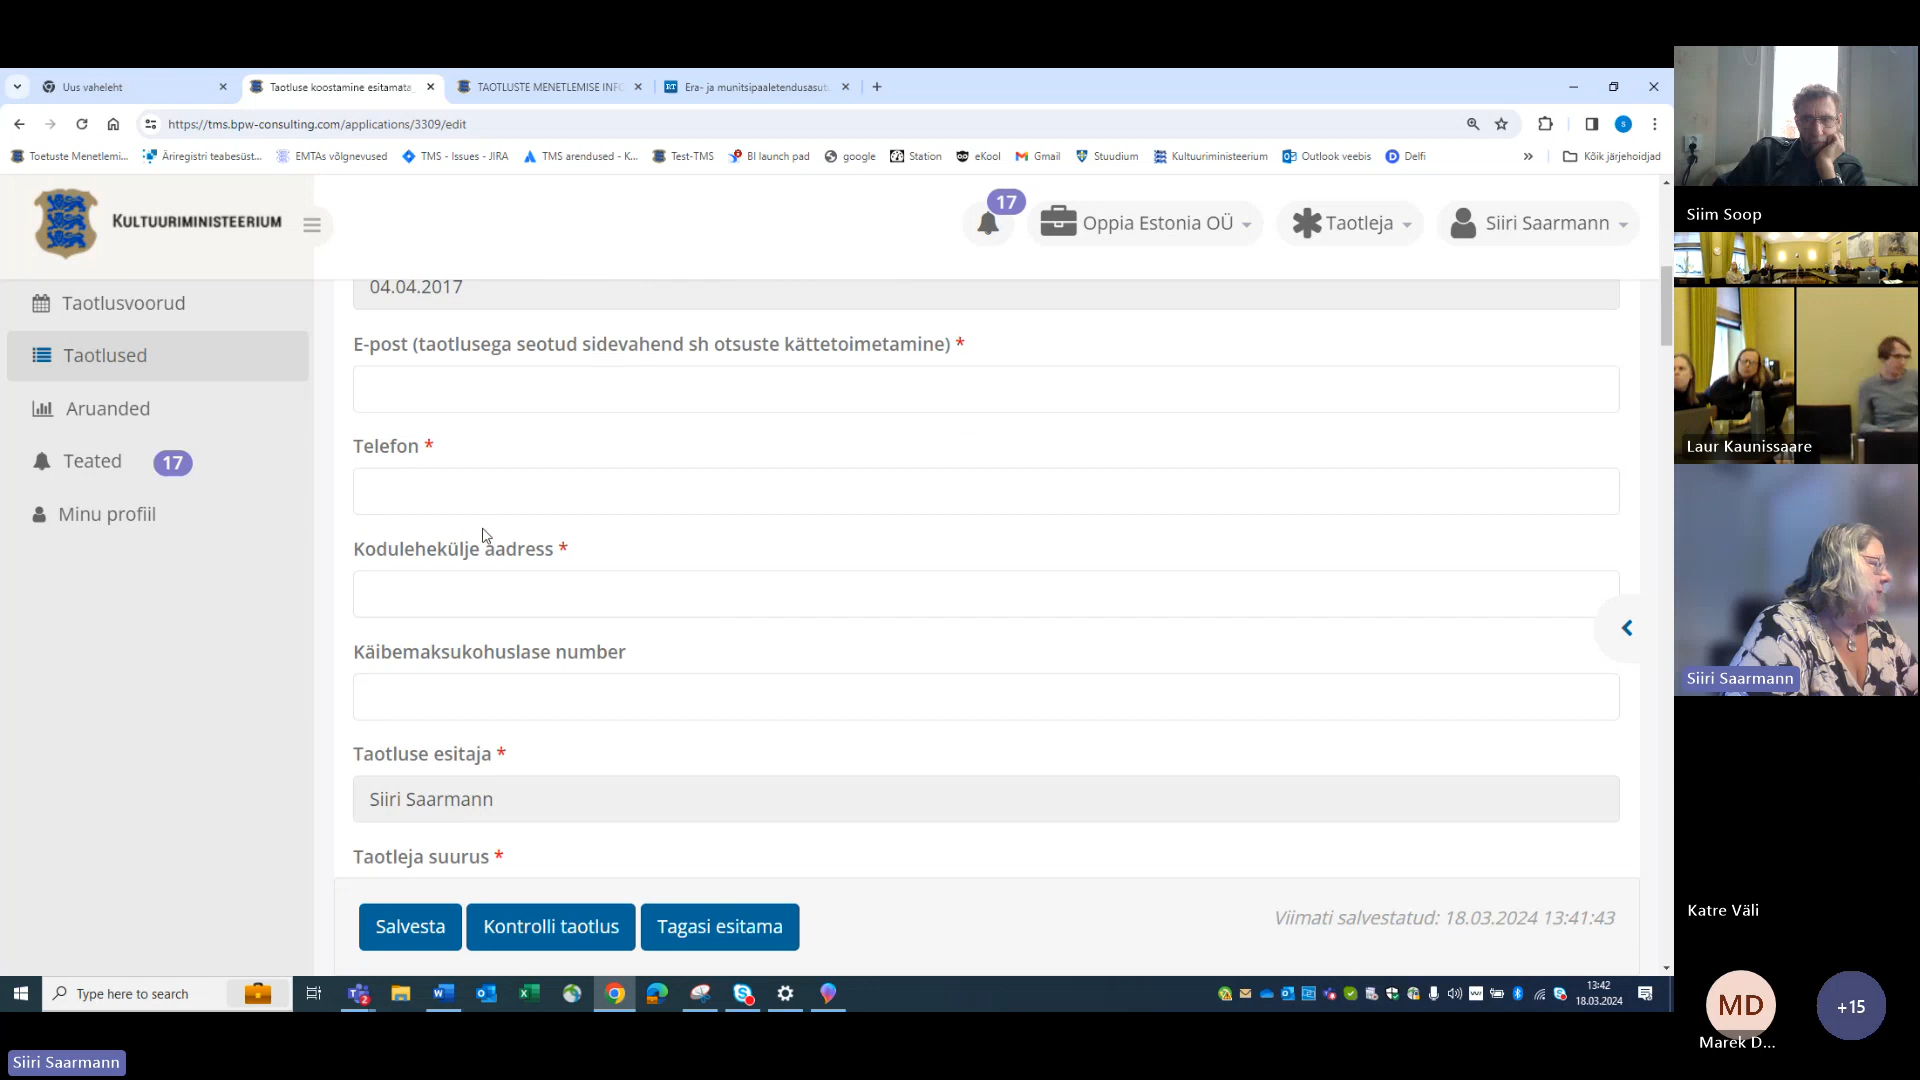 Uus vaheleht
Taotluse koostamine esitamata
TAOTLUSTE MENETLEMISE INFO
Era- ja munitsipaaletendusasutu
https://tms.bpw-consulting.com/applications/3309/edit
S
Toetuste Menetlemi...
Äriregistri teabesüst...
EMTAs võlgnevused
TMS - Issues - JIRA
TMS arendused - K...
Test-TMS
BI launch pad
google
Station
eKool
Gmail
Stuudium
Kultuuriministeerium
Outlook veebis
Delfi
»
Kõik järjehoidjad
KULTUURIMINISTEERIUM
17
Oppia Estonia OÜ
Taotleja
Siiri Saarmann
Taotlusvoorud
Taotlused
Aruanded
Teated 17
Minu profiil
04.04.2017
E-post (taotlusega seotud sidevahend sh otsuste kättetoimetamine) *
Telefon *
Kodulehekülje aadress *
Käibemaksukohuslase number
Taotluse esitaja *
Siiri Saarmann
Taotleja suurus *
Salvesta
Kontrolli taotlus
Tagasi esitama
Viimati salvestatud: 18.03.2024 13:41:43
Type here to search
13:42
18.03.2024
Siim Soop
Laur Kaunissaare
Siiri Saarmann
Katre Väli
MD
Marek D...
+15
Siiri Saarmann